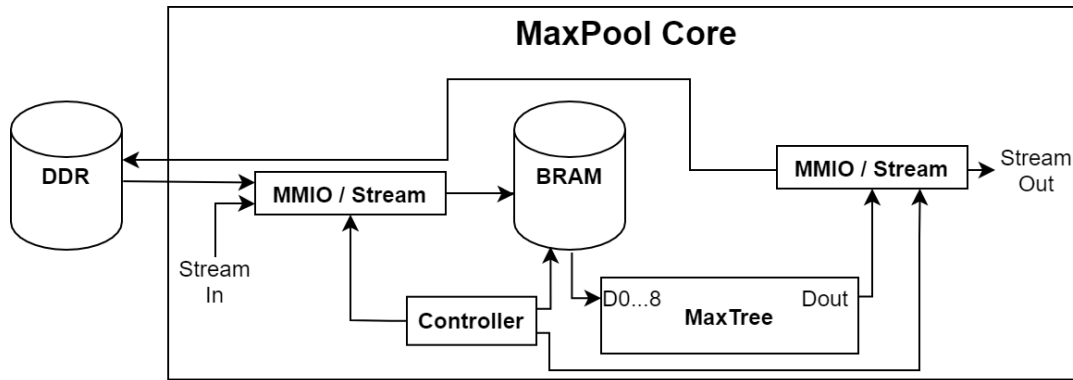 MaxPool Core
DDR
MMIO / Stream
BRAM
MMIO / Stream
Stream
Out
Stream
In
Controller
D0...8
Dout
MaxTree